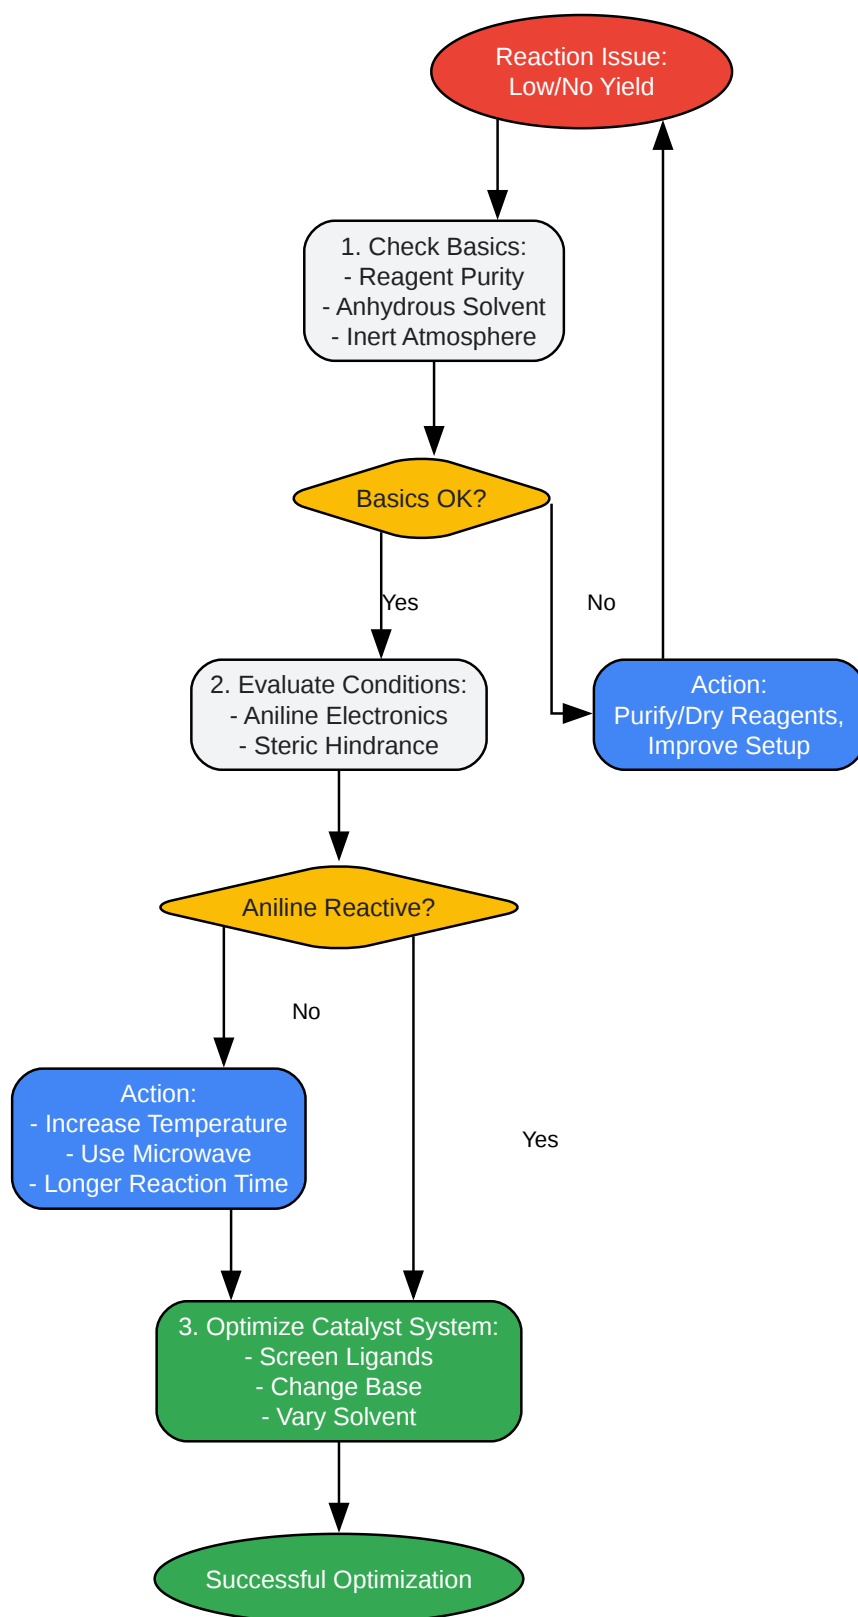 Reaction Issue:
Low/No Yield
1. Check Basics:
- Reagent Purity
- Anhydrous Solvent
- Inert Atmosphere
Basics OK?
Yes
No
2. Evaluate Conditions:
- Aniline Electronics
- Steric Hindrance
Action:
Purify/Dry Reagents,
Improve Setup
Aniline Reactive?
No
Action:
- Increase Temperature
- Use Microwave
- Longer Reaction Time
Yes
3. Optimize Catalyst System:
- Screen Ligands
- Change Base
- Vary Solvent
Successful Optimization